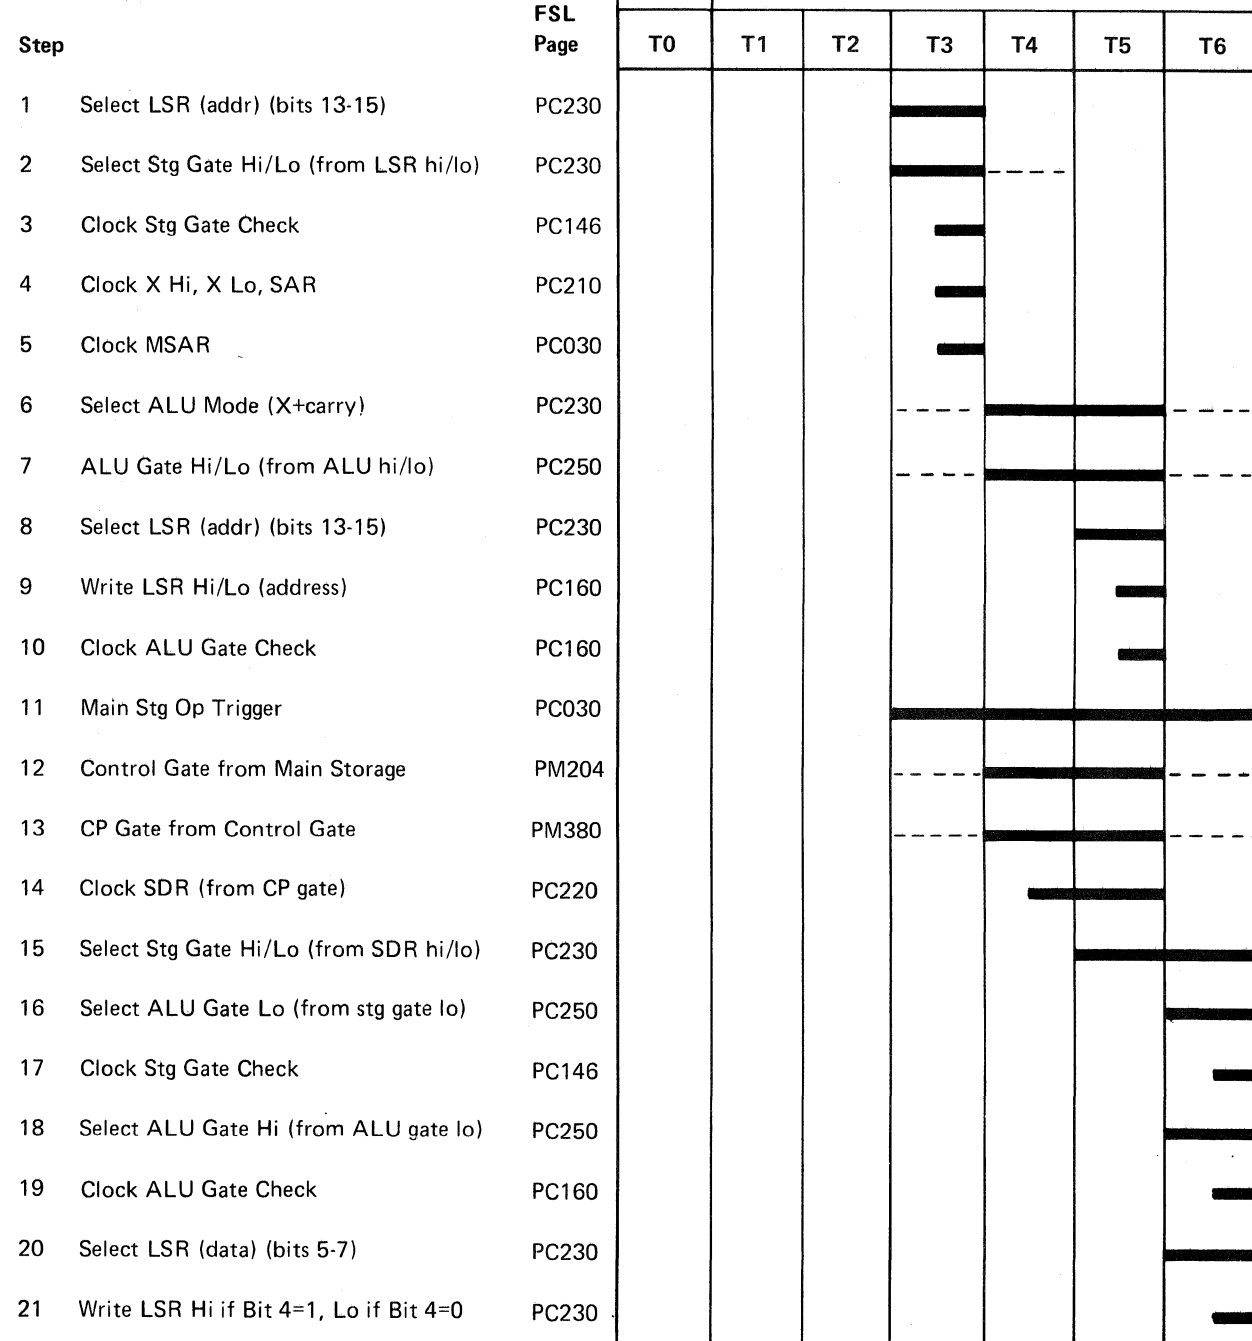 FSL
Step Page T0 T1 T2 T3 T4 T5 T6
1 Select LSR (addr) (bits 13-15) PC230
2 Select Stg Gate Hi/Lo (from LSR hi/lo) PC230
3 Clock Stg Gate Check PC146
4 Clock X Hi, X Lo, SAR PC210
5 Clock MSAR PC030
6 Select ALU Mode (X+carry) PC230
7 ALU Gate Hi/Lo (from ALU hi/lo) PC250
8 Select LSR (addr) (bits 13-15) PC230
9 Write LSR Hi/Lo (address) PC160
10 Clock ALU Gate Check PC160
11 Main Stg Op Trigger PC030
12 Control Gate from Main Storage PM204
13 CP Gate from Control Gate PM380
14 Clock SDR (from CP gate) PC220
15 Select Stg Gate Hi/Lo (from SDR hi/lo) PC230
16 Select ALU Gate Lo (from stg gate lo) PC250
17 Clock Stg Gate Check PC146
18 Select ALU Gate Hi (from ALU gate lo) PC250
19 Clock ALU Gate Check PC160
20 Select LSR (data) (bits 5-7) PC230
21 Write LSR Hi if Bit 4=1, Lo if Bit 4=0 PC230